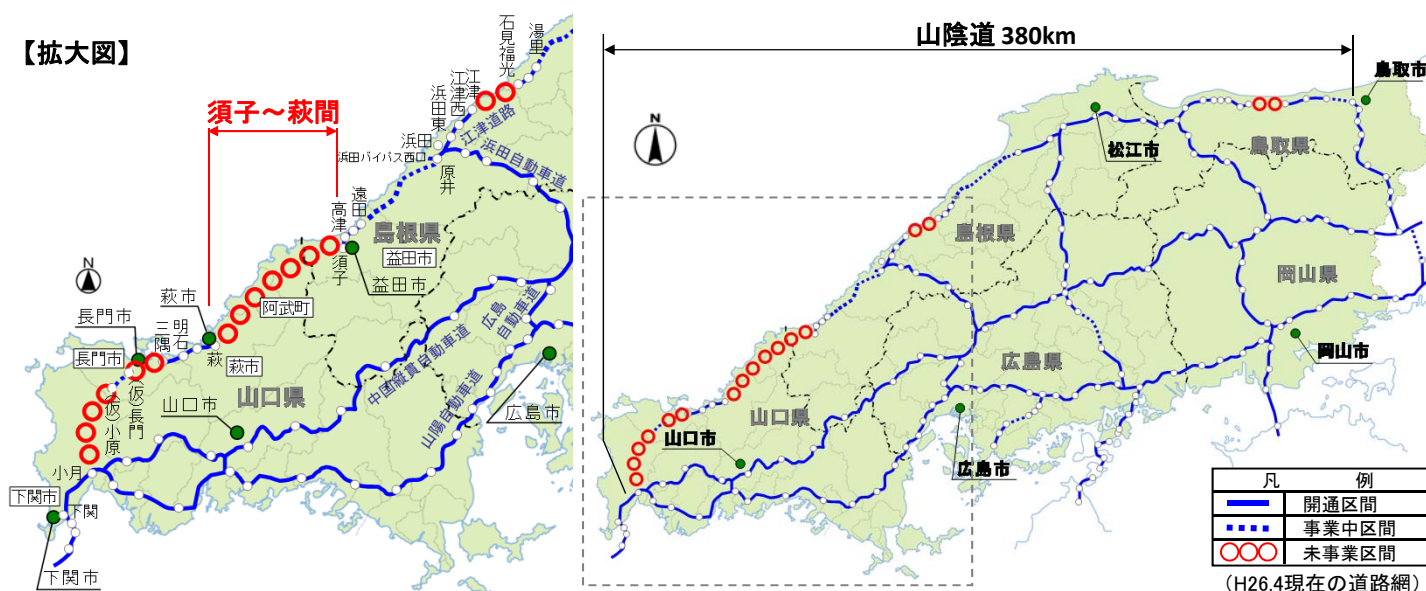 【拡大図】
須子～萩間
石見福光
湯里
江津
江津西
浜田東
浜田
浜田バイパス西口
江津道路
浜田自動車道
原井
遠田
高津
須子
島根県
益田市
益田市
N
阿武町
萩市
長門市
明石
三隅
長門市
萩
萩市
(仮)長門
(仮)小原
山口市
山口県
中国縦貫自動車道
広島自動車道
山陽自動車道
広島市
小月
下関市
下関
下関市
山陰道 380km
鳥取市
N
松江市
鳥取県
島根県
岡山県
広島県
岡山市
山口県
山口市
広島市
凡 例
開通区間
事業中区間
未事業区間
（H26.4現在の道路網）